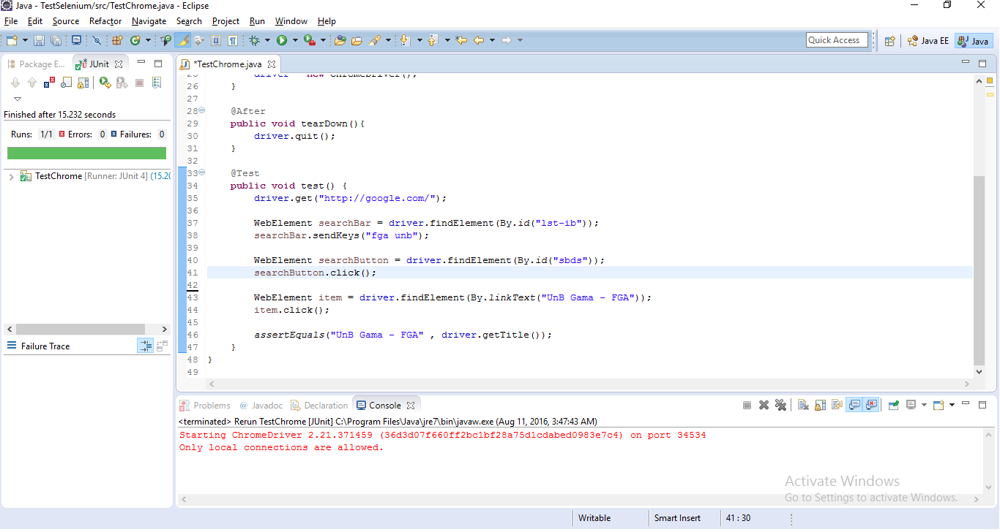 Java - TestSelenium/src/TestChrome.java - Eclipse
File Edit Source Refactor Navigate Search Project Run Window Help
Quick Access Java EE Java
Package E... JUnit
*TestChrome.java
Finished after 15.232 seconds
Runs: 1/1 Errors: 0 Failures: 0
TestChrome [Runner: JUnit 4] (15.20
Failure Trace
26 }
27
28 @After
29 public void tearDown(){
30 driver.quit();
31 }
32
33 @Test
34 public void test() {
35 driver.get("http://google.com/");
36
37 WebElement searchBar = driver.findElement(By.id("lst-ib"));
38 searchBar.sendKeys("fga unb");
39
40 WebElement searchButton = driver.findElement(By.id("sbds"));
41 searchButton.click();
42
43 WebElement item = driver.findElement(By.linkText("UnB Gama - FGA"));
44 item.click();
45
46 assertEquals("UnB Gama - FGA" , driver.getTitle());
47 }
48 }
49
Problems @ Javadoc Declaration Console
<terminated> Rerun TestChrome [JUnit] C:\Program Files\Java\jre7\bin\javaw.exe (Aug 11, 2016, 3:47:43 AM)
Starting ChromeDriver 2.21.371459 (36d3d07f660ff2bc1bf28a75d1cdabed0983e7c4) on port 34534
Only local connections are allowed.
Activate Windows
Go to Settings to activate Windows.
Writable Smart Insert 41 : 30